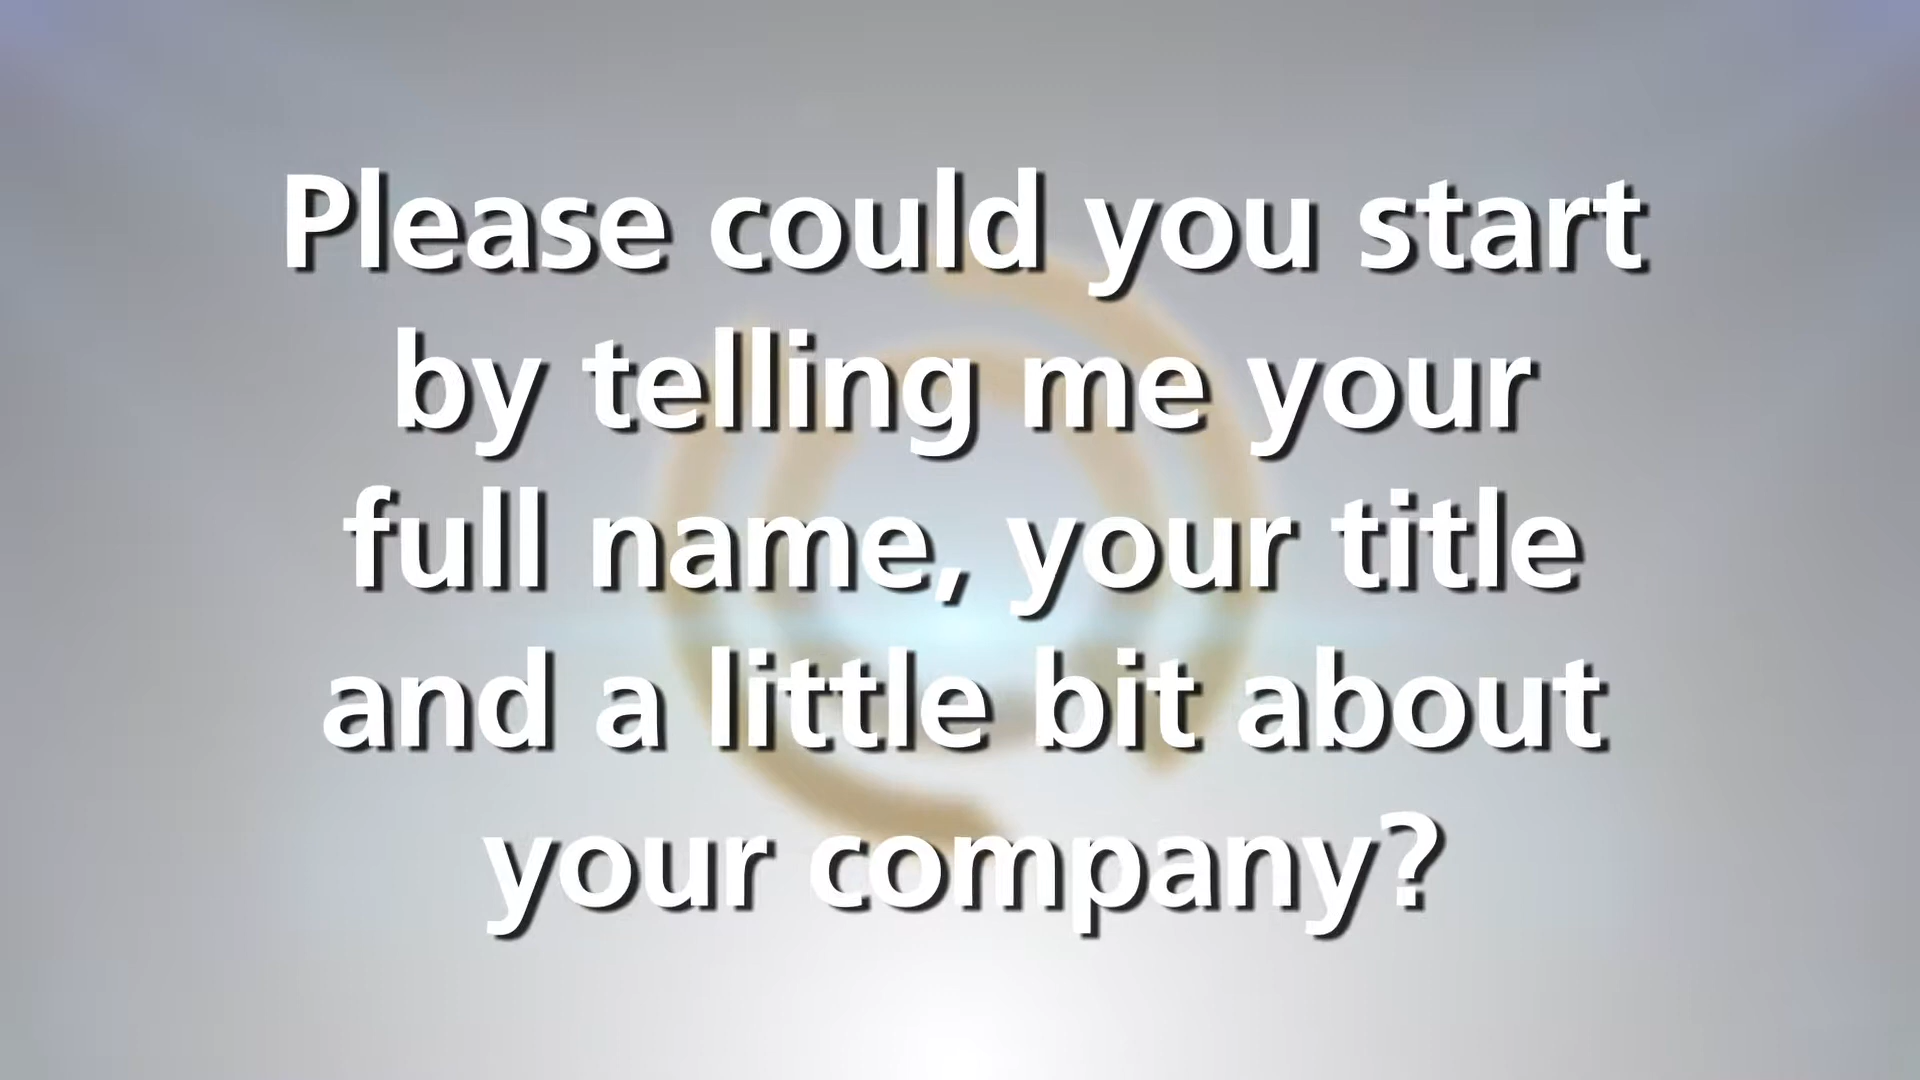 Please could you start
by telling me your
full name, your title
and a little bit about
your company?